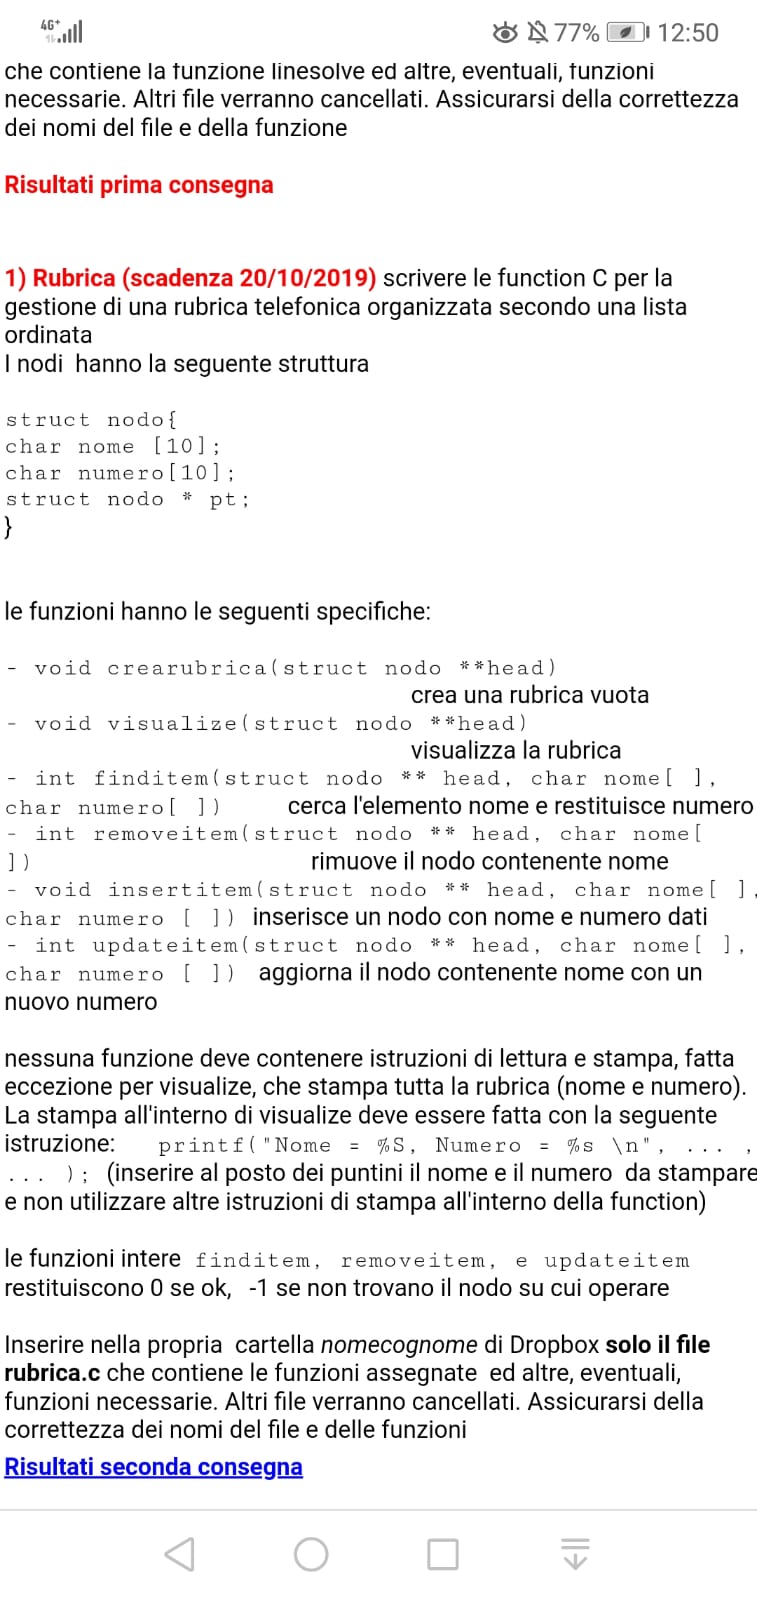 4G+
77% 12:50
che contiene la funzione linesolve ed altre, eventuali, funzioni
necessarie. Altri file verranno cancellati. Assicurarsi della correttezza
dei nomi del file e della funzione
Risultati prima consegna
1) Rubrica (scadenza 20/10/2019) scrivere le function C per la
gestione di una rubrica telefonica organizzata secondo una lista
ordinata
I nodi  hanno la seguente struttura
struct nodo{
char nome [10];
char numero[10];
struct nodo * pt;
}
le funzioni hanno le seguenti specifiche:
- void crearubrica(struct nodo **head)
crea una rubrica vuota
- void visualize(struct nodo **head)
visualizza la rubrica
- int finditem(struct nodo ** head, char nome[ ],
char numero[ ]) cerca l'elemento nome e restituisce numero
- int removeitem(struct nodo ** head, char nome[
]) rimuove il nodo contenente nome
- void insertitem(struct nodo ** head, char nome[ ],
char numero [ ]) inserisce un nodo con nome e numero dati
- int updateitem(struct nodo ** head, char nome[ ],
char numero [ ]) aggiorna il nodo contenente nome con un
nuovo numero
nessuna funzione deve contenere istruzioni di lettura e stampa, fatta
eccezione per visualize, che stampa tutta la rubrica (nome e numero).
La stampa all'interno di visualize deve essere fatta con la seguente
istruzione: printf("Nome = %S, Numero = %s \n", ... ,
... ); (inserire al posto dei puntini il nome e il numero  da stampare
e non utilizzare altre istruzioni di stampa all'interno della function)
le funzioni intere finditem, removeitem, e updateitem
restituiscono 0 se ok,  -1 se non trovano il nodo su cui operare
Inserire nella propria  cartella nomecognome di Dropbox solo il file
rubrica.c che contiene le funzioni assegnate  ed altre, eventuali,
funzioni necessarie. Altri file verranno cancellati. Assicurarsi della
correttezza dei nomi del file e delle funzioni
Risultati seconda consegna